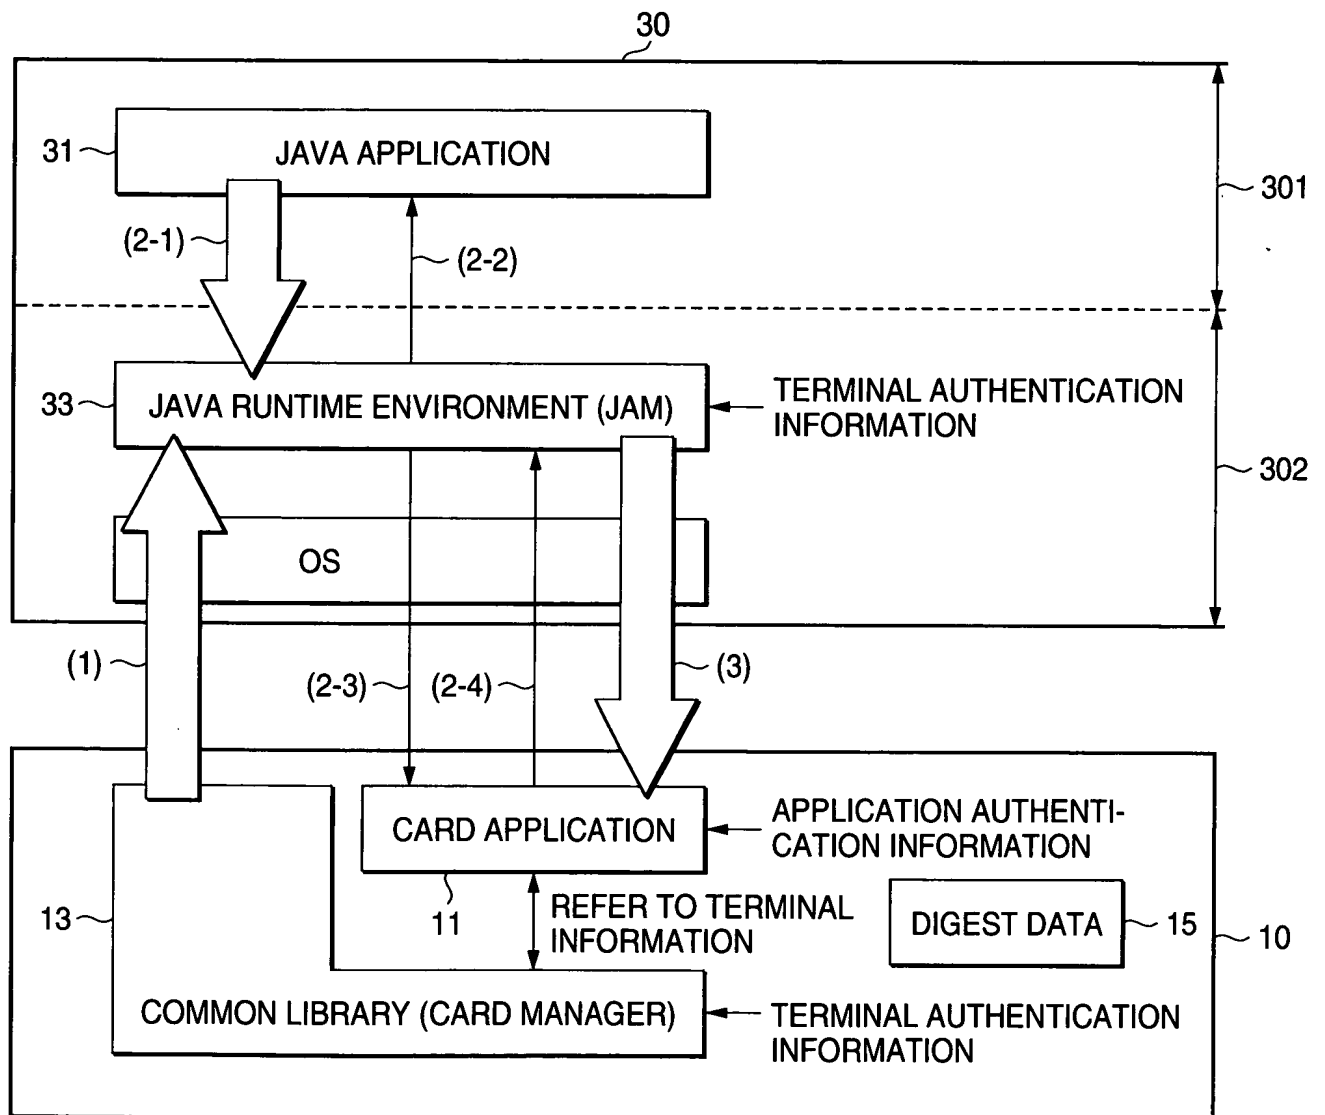 30
31
JAVA APPLICATION
301
(2-1)
(2-2)
33
JAVA RUNTIME ENVIRONMENT (JAM)
TERMINAL AUTHENTICATION
INFORMATION
302
OS
(1)
(2-3)
(2-4)
(3)
CARD APPLICATION
APPLICATION AUTHENTI-
CATION INFORMATION
13
11
REFER TO TERMINAL
INFORMATION
DIGEST DATA
15
10
COMMON LIBRARY (CARD MANAGER)
TERMINAL AUTHENTICATION
INFORMATION